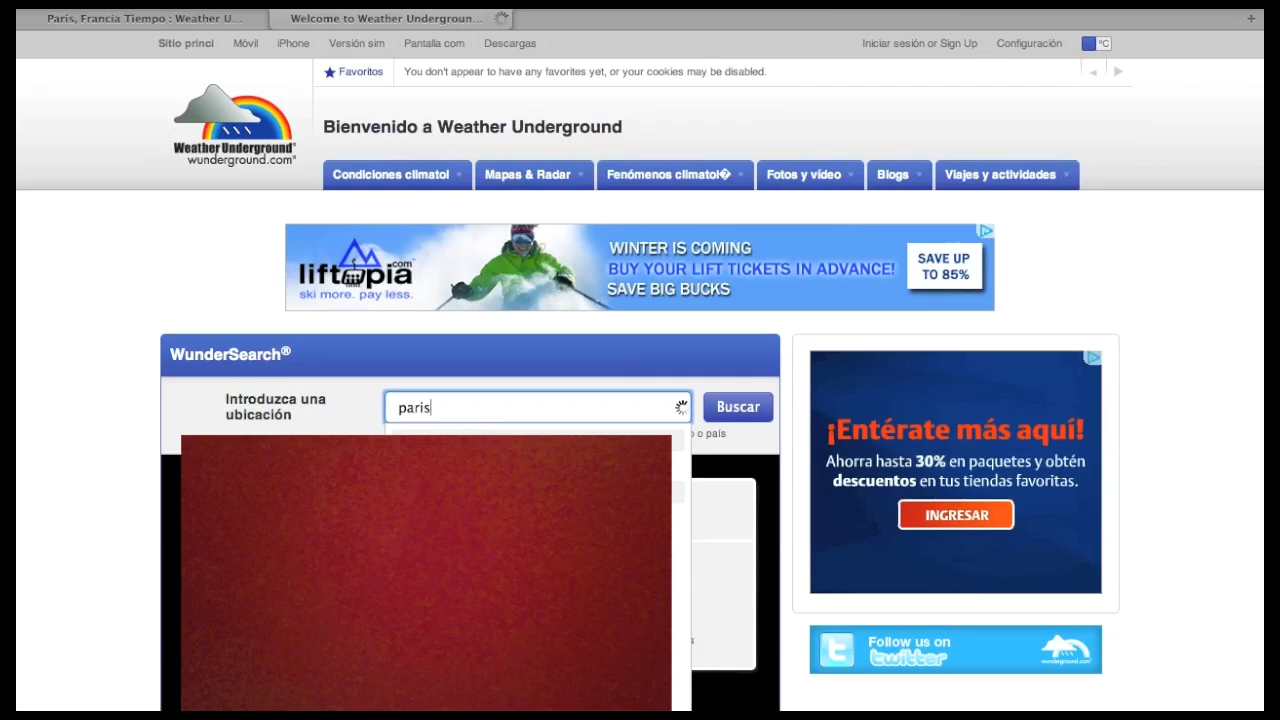 Paris, Francia Tiempo : Weather U...
Welcome to Weather Undergroun...
Sitio princi
Móvil
iPhone
Versión sim
Pantalla com
Descargas
Iniciar sesión or Sign Up
Configuración
°C
Favoritos
You don't appear to have any favorites yet, or your cookies may be disabled.
Weather Underground®
wunderground.com®
Bienvenido a Weather Underground
Condiciones climatol
Mapas & Radar
Fenómenos climatol�
Fotos y vídeo
Blogs
Viajes y actividades
liftopia.com™
ski more. pay less.
WINTER IS COMING
BUY YOUR LIFT TICKETS IN ADVANCE!
SAVE BIG BUCKS
SAVE UP
TO 85%
WunderSearch®
Introduzca una
ubicación
paris
Buscar
o país
¡Entérate más aquí!
Ahorra hasta 30% en paquetes y obtén
descuentos en tus tiendas favoritas.
INGRESAR
Follow us on
twitter
wunderground.com